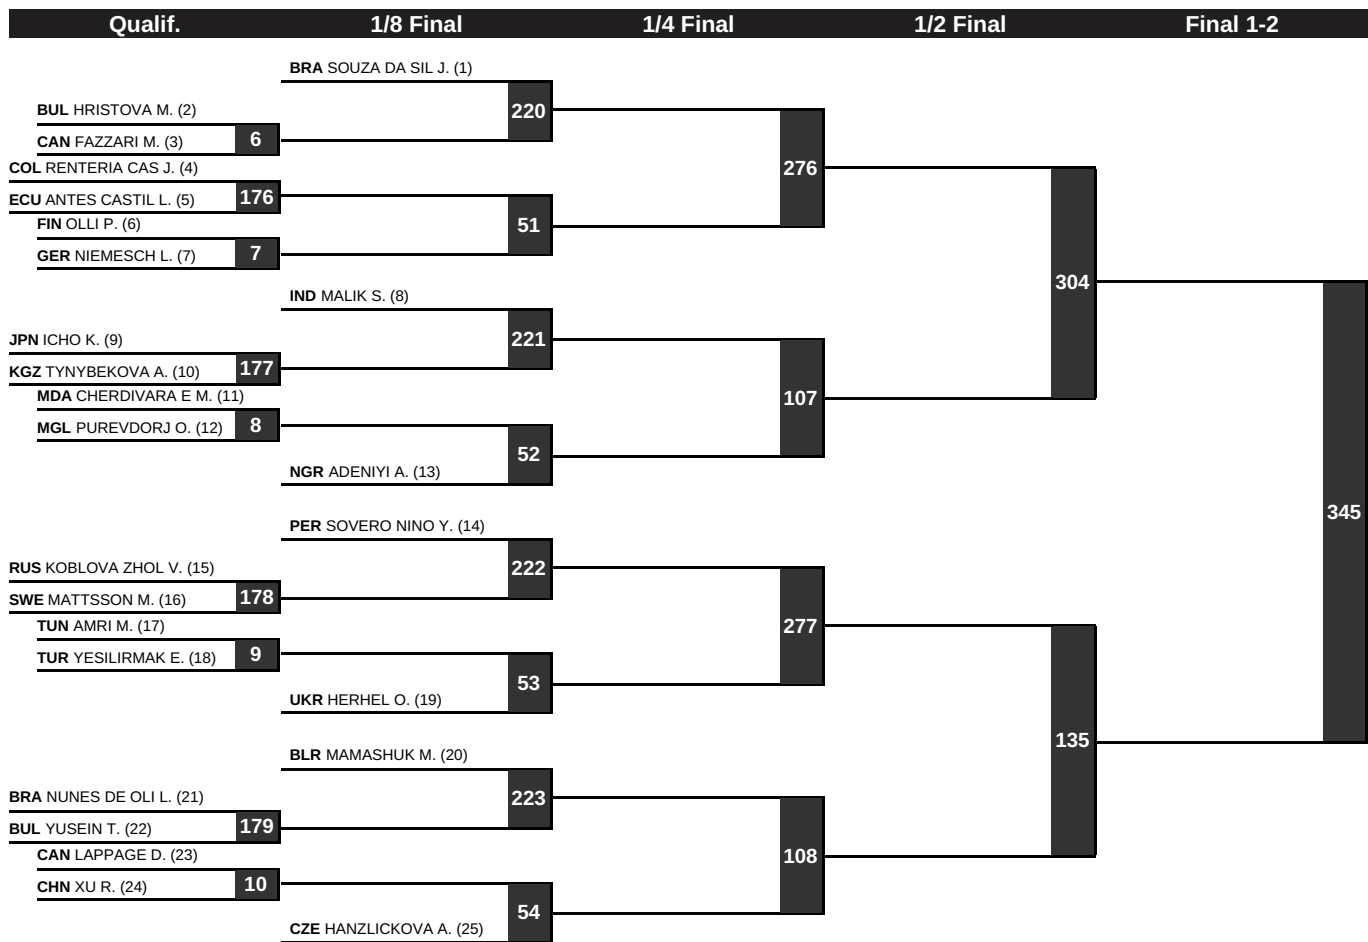 Qualif. 1/8 Final 1/4 Final 1/2 Final Final 1-2
BRA SOUZA DA SIL J. (1)
220
BUL HRISTOVA M. (2)
6
CAN FAZZARI M. (3)
COL RENTERIA CAS J. (4)
276
176
ECU ANTES CASTIL L. (5)
FIN OLLI P. (6)
51
7
GER NIEMESCH L. (7)
304
IND MALIK S. (8)
221
JPN ICHO K. (9)
177
KGZ TYNYBEKOVA A. (10)
MDA CHERDIVARA E M. (11)
107
8
MGL PUREVDORJ O. (12)
52
NGR ADENIYI A. (13)
345
PER SOVERO NINO Y. (14)
222
RUS KOBLOVA ZHOL V. (15)
178
SWE MATTSSON M. (16)
TUN AMRI M. (17)
277
9
TUR YESILIRMAK E. (18)
53
UKR HERHEL O. (19)
135
BLR MAMASHUK M. (20)
223
BRA NUNES DE OLI L. (21)
179
BUL YUSEIN T. (22)
CAN LAPPAGE D. (23)
108
10
CHN XU R. (24)
54
CZE HANZLICKOVA A. (25)